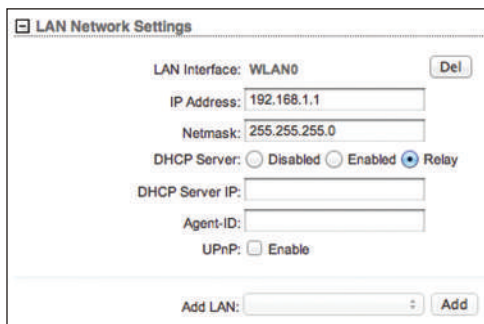 LAN Network Settings
LAN Interface: WLAN0 Del
IP Address: 192.168.1.1
Netmask: 255.255.255.0
DHCP Server: Disabled Enabled Relay
DHCP Server IP:
Agent-ID:
UPnP: Enable
Add LAN: Add